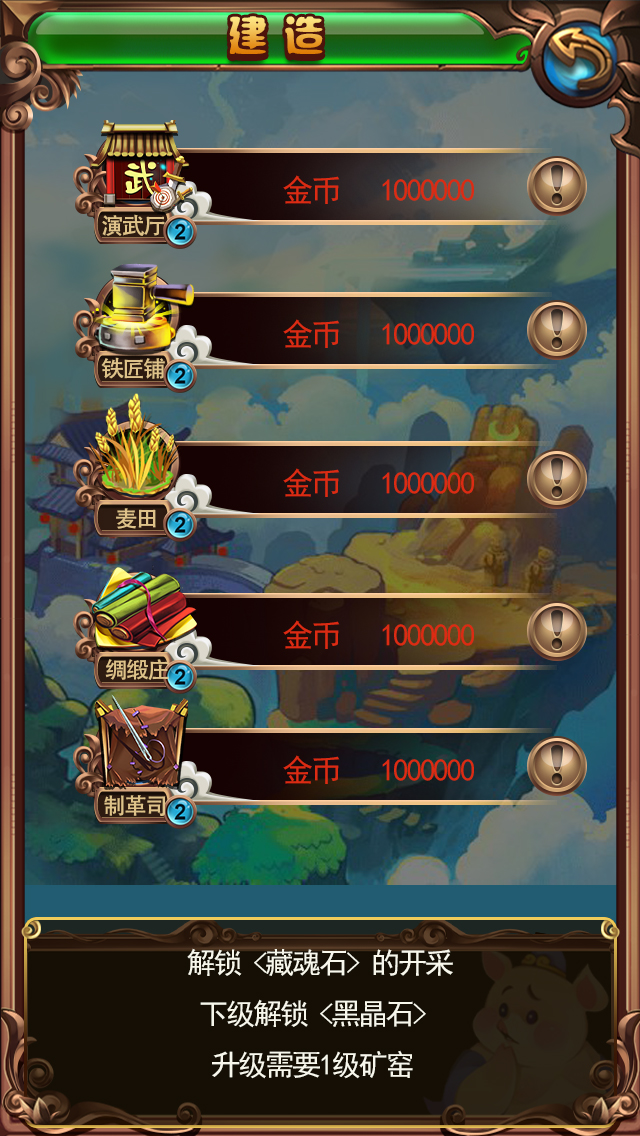 建造
武
金币 1000000
演武厅 2
金币 1000000
铁匠铺 2
金币 1000000
麦田 2
金币 1000000
绸缎庄 2
金币 1000000
制革司 2
解锁〈藏魂石〉的开采
下级解锁〈黑晶石〉
升级需要1级矿窑